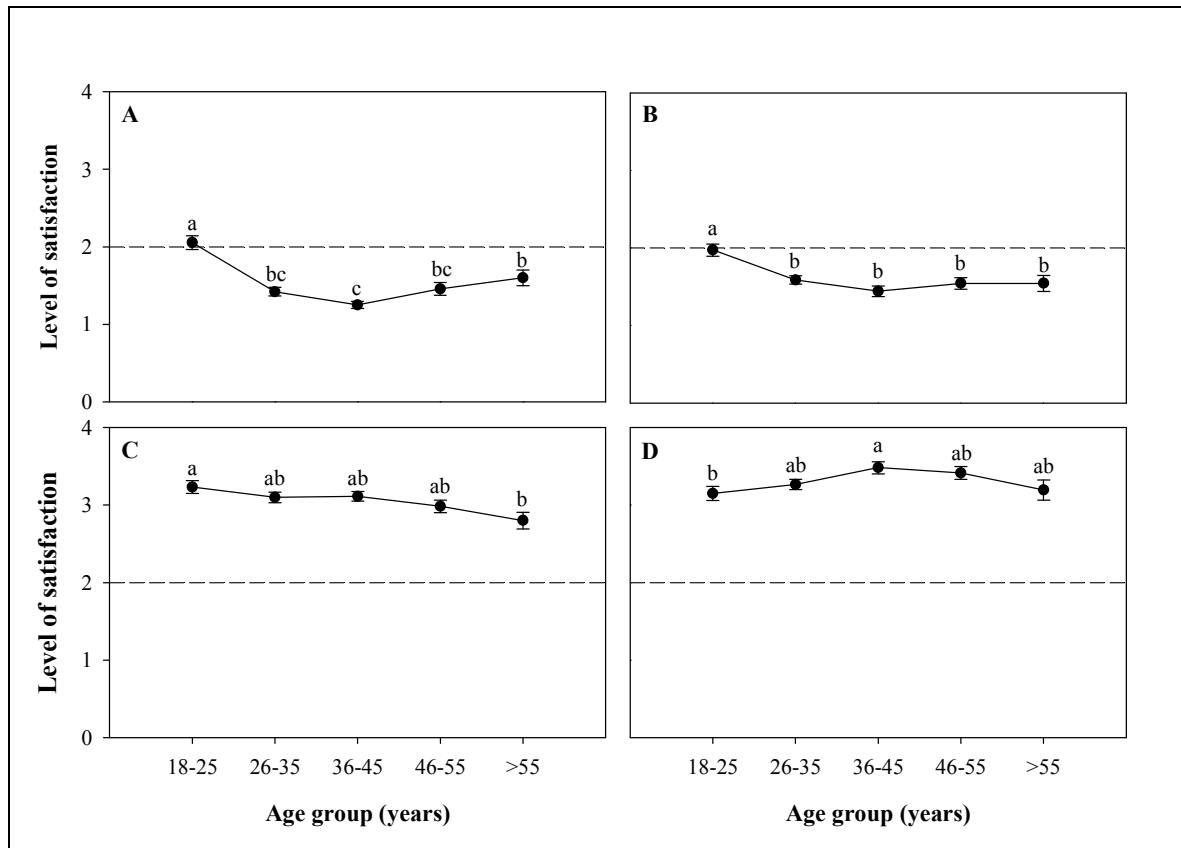 4
A
B
3
Level of satisfaction
a
a
2
bc
c
bc
b
b
b
b
b
1
0
4
C
D
a
ab
ab
ab
b
b
ab
a
ab
ab
3
Level of satisfaction
2
1
0
18-25 26-35 36-45 46-55 >55
18-25 26-35 36-45 46-55 >55
Age group (years)
Age group (years)